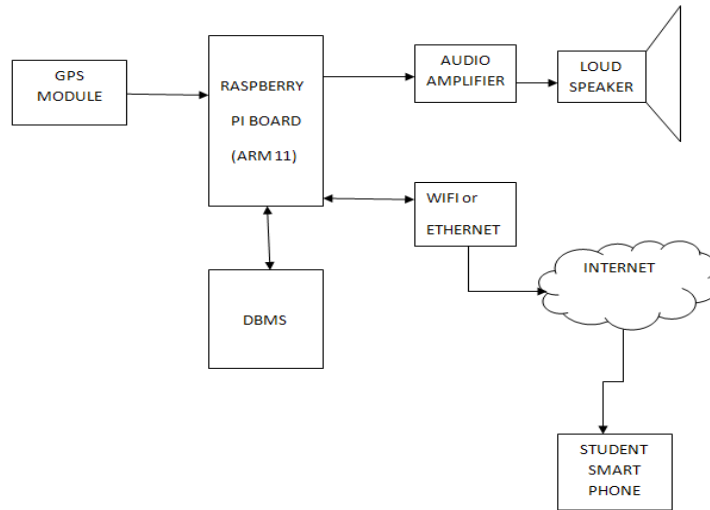 GPS
MODULE
RASPBERRY
PI BOARD
(ARM 11)
AUDIO
AMPLIFIER
LOUD
SPEAKER
WIFI or
ETHERNET
DBMS
INTERNET
STUDENT
SMART
PHONE